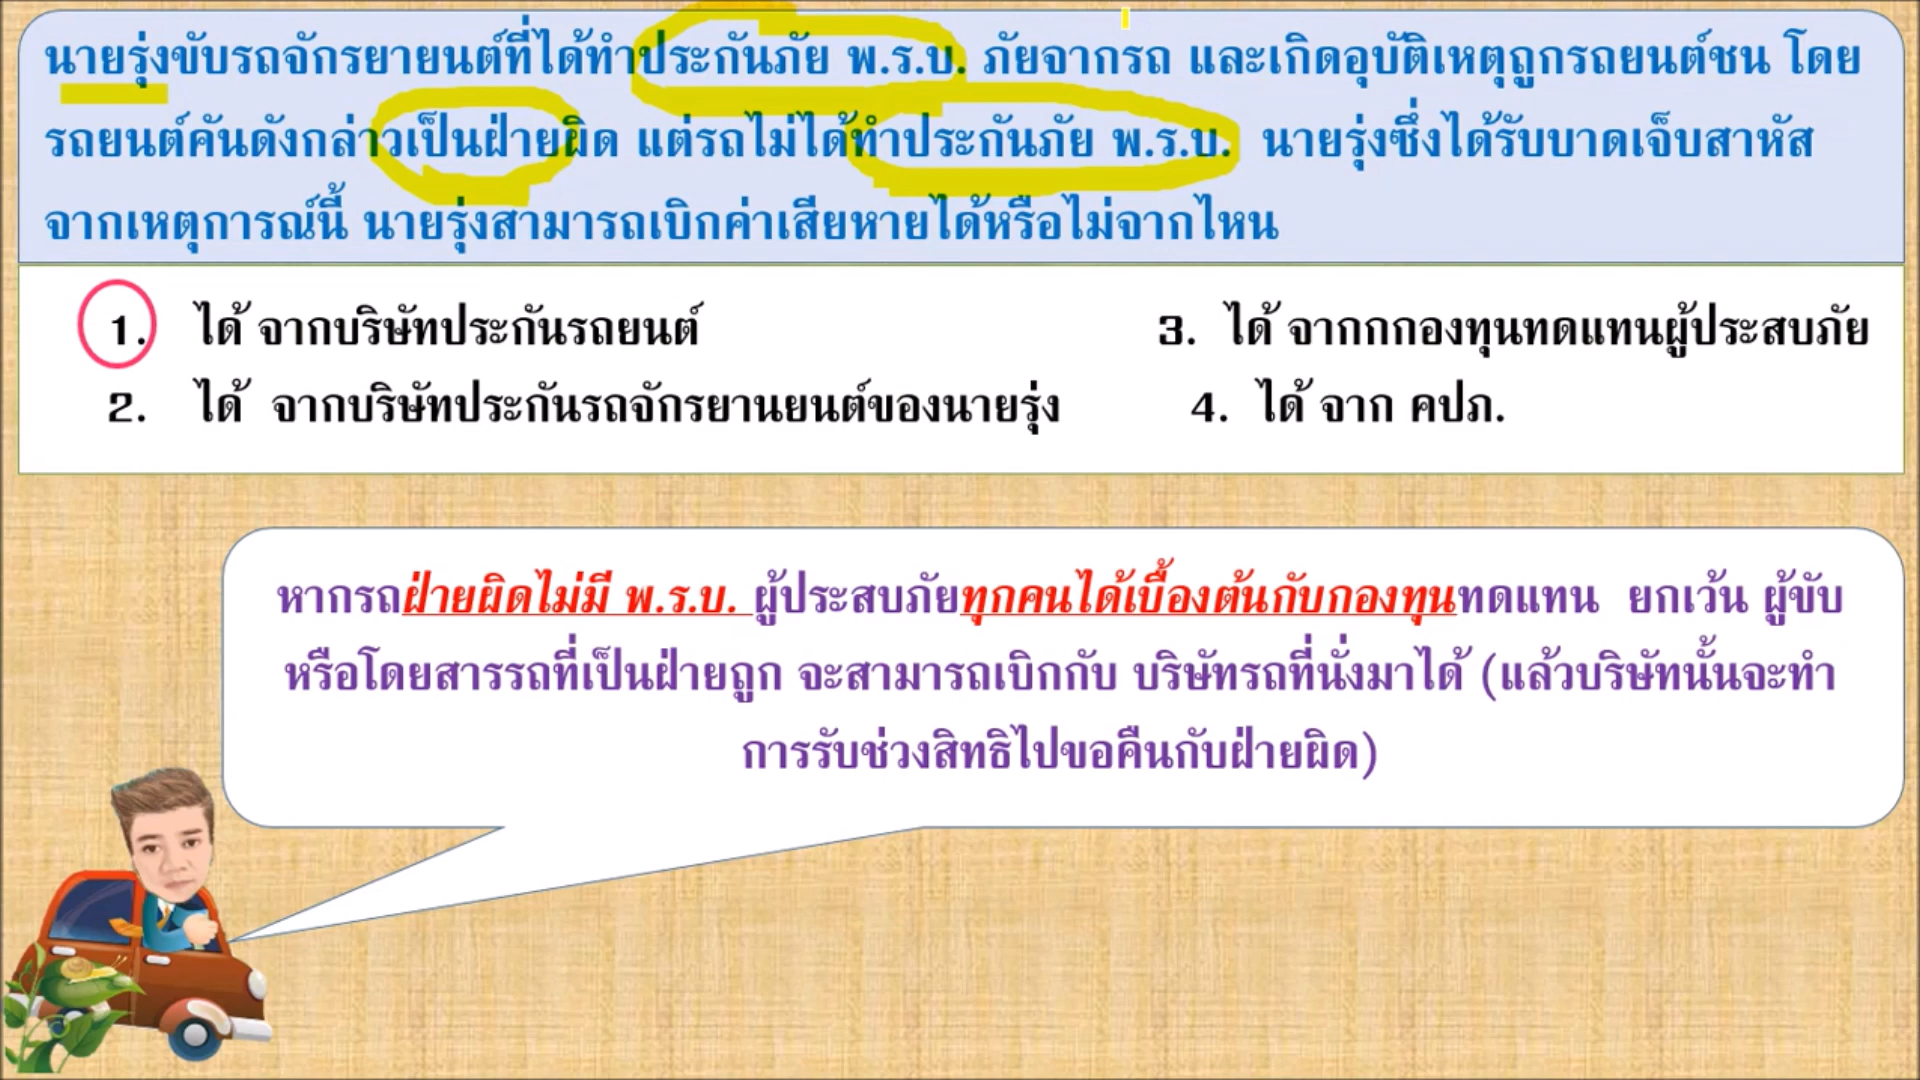 นายรุ่งขับรถจักรยายนต์ที่ได้ทำประกันภัย พ.ร.บ. ภัยจากรถ และเกิดอุบัติเหตุถูกรถยนต์ชน โดย
รถยนต์คันดังกล่าวเป็นฝ่ายผิด แต่รถไม่ได้ทำประกันภัย พ.ร.บ. นายรุ่งซึ่งได้รับบาดเจ็บสาหัส
จากเหตุการณ์นี้ นายรุ่งสามารถเบิกค่าเสียหายได้หรือไม่จากไหน
1. ได้ จากบริษัทประกันรถยนต์
2. ได้ จากบริษัทประกันรถจักรยานยนต์ของนายรุ่ง
3. ได้ จากกกองทุนทดแทนผู้ประสบภัย
4. ได้ จาก คปภ.
หากรถฝ่ายผิดไม่มี พ.ร.บ. ผู้ประสบภัยทุกคนได้เบื้องต้นกับกองทุนทดแทน ยกเว้น ผู้ขับ
หรือโดยสารรถที่เป็นฝ่ายถูก จะสามารถเบิกกับ บริษัทรถที่นั่งมาได้ (แล้วบริษัทนั้นจะทำ
การรับช่วงสิทธิไปขอคืนกับฝ่ายผิด)